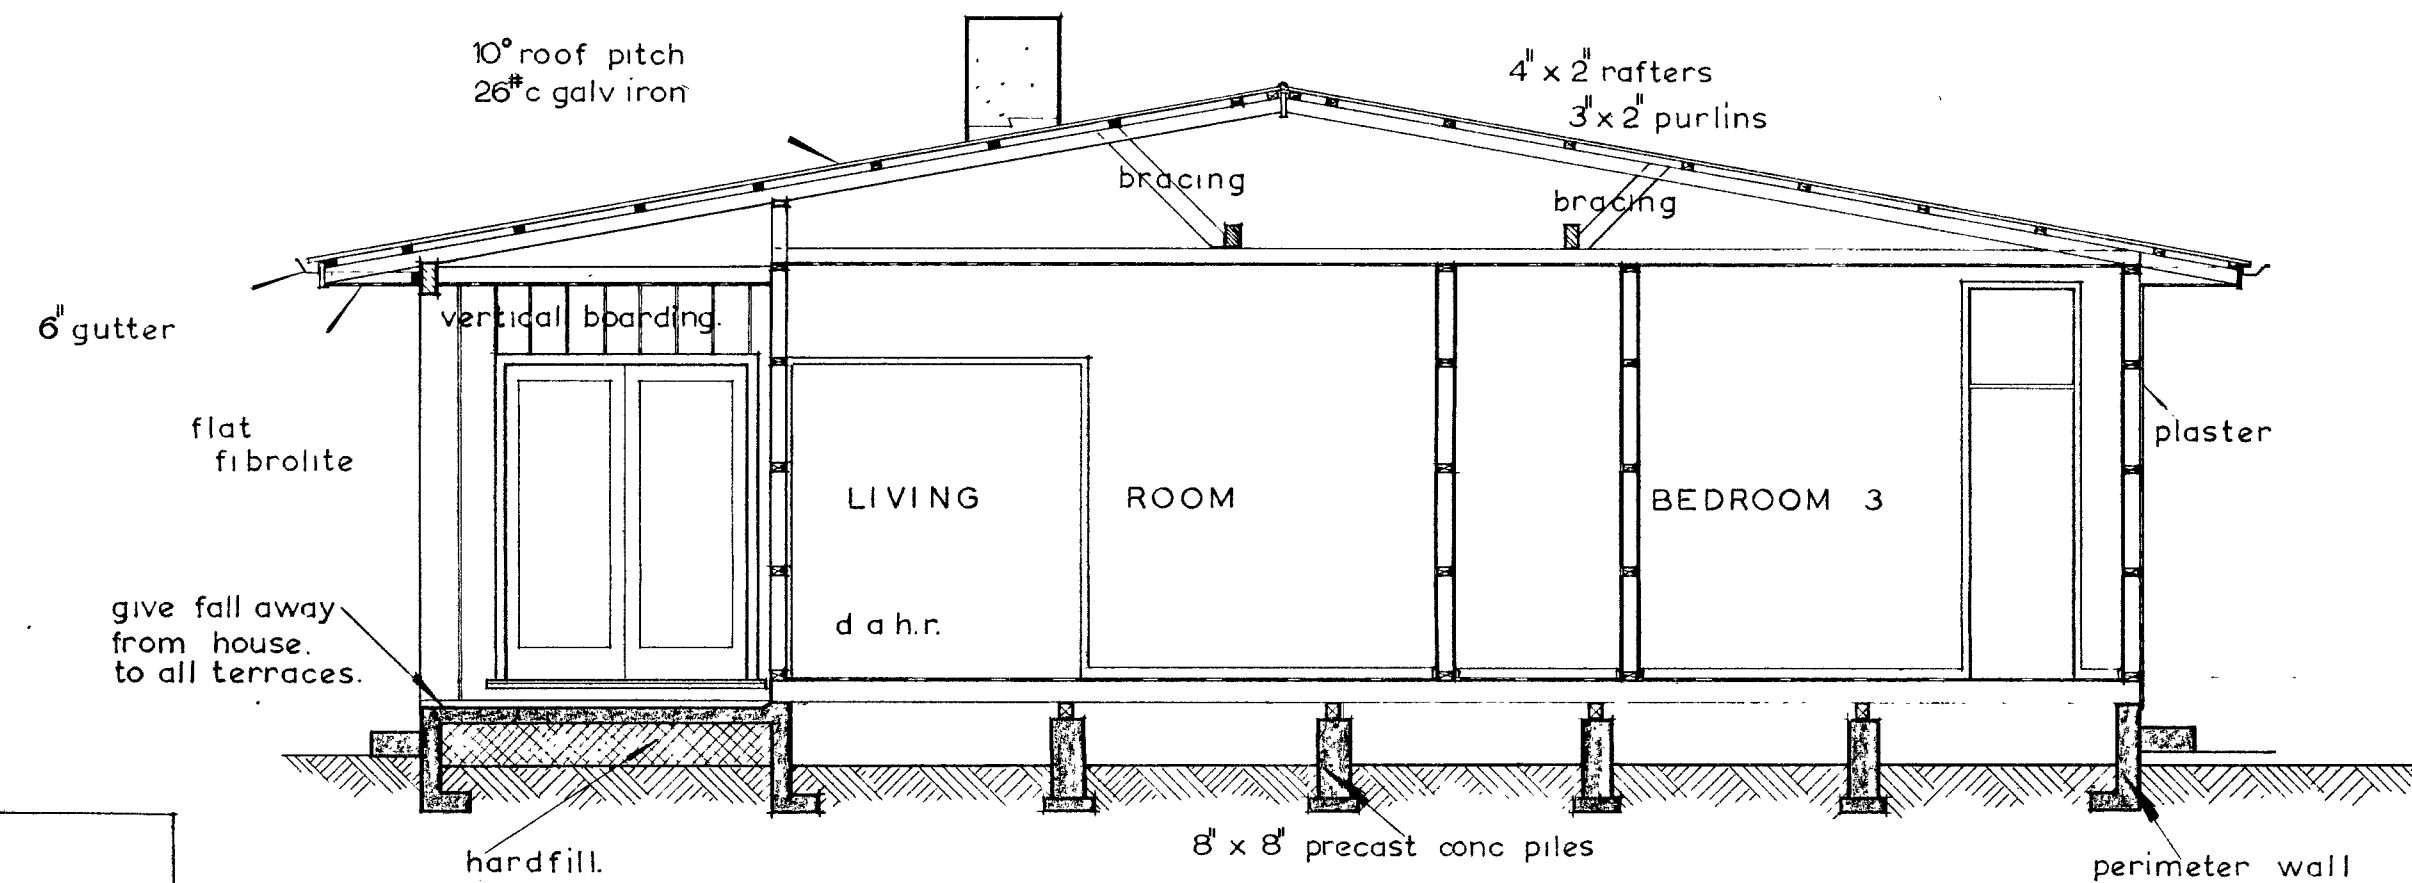 10° roof pitch
26#c galv iron
4" x 2" rafters
3" x 2" purlins
bracing
bracing
6" gutter
vertical boarding.
flat
fibrolite
plaster
LIVING ROOM
BEDROOM 3
give fall away
from house.
to all terraces.
d a h.r.
hardfill.
8" x 8" precast conc piles
perimeter wall